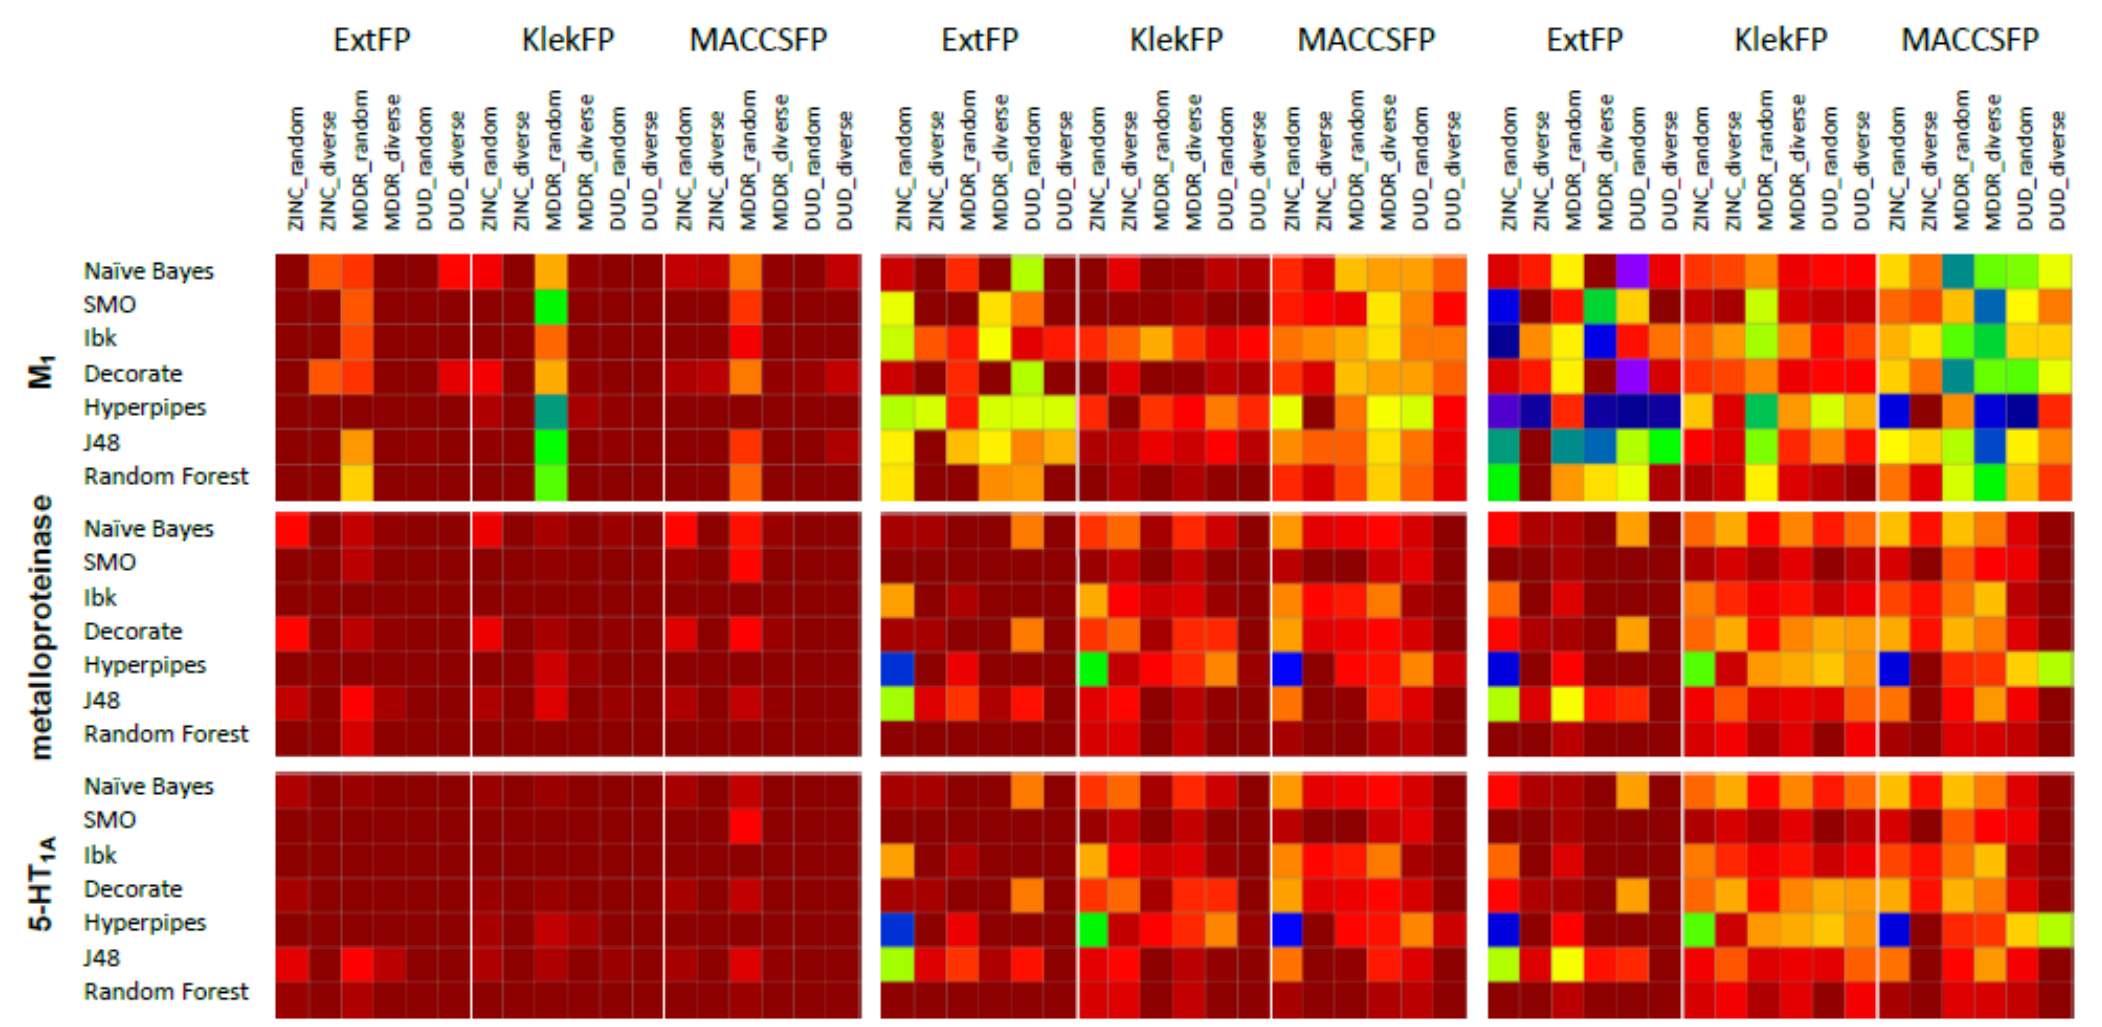 ExtFP KlekFP MACCSFP ExtFP KlekFP MACCSFP ExtFP KlekFP MACCSFP
ZINC_random ZINC_diverse MDDR_random MDDR_diverse DUD_random DUD_diverse ZINC_random ZINC_diverse MDDR_random MDDR_diverse DUD_random DUD_diverse ZINC_random ZINC_diverse MDDR_random MDDR_diverse DUD_random DUD_diverse ZINC_random ZINC_diverse MDDR_random MDDR_diverse DUD_random DUD_diverse ZINC_random ZINC_diverse MDDR_random MDDR_diverse DUD_random DUD_diverse ZINC_random ZINC_diverse MDDR_random MDDR_diverse DUD_random DUD_diverse ZINC_random ZINC_diverse MDDR_random MDDR_diverse DUD_random DUD_diverse ZINC_random ZINC_diverse MDDR_random MDDR_diverse DUD_random DUD_diverse ZINC_random ZINC_diverse MDDR_random MDDR_diverse DUD_random DUD_diverse
M1
Naïve Bayes
SMO
Ibk
Decorate
Hyperpipes
J48
Random Forest
metalloproteinase
Naïve Bayes
SMO
Ibk
Decorate
Hyperpipes
J48
Random Forest
5-HT1A
Naïve Bayes
SMO
Ibk
Decorate
Hyperpipes
J48
Random Forest